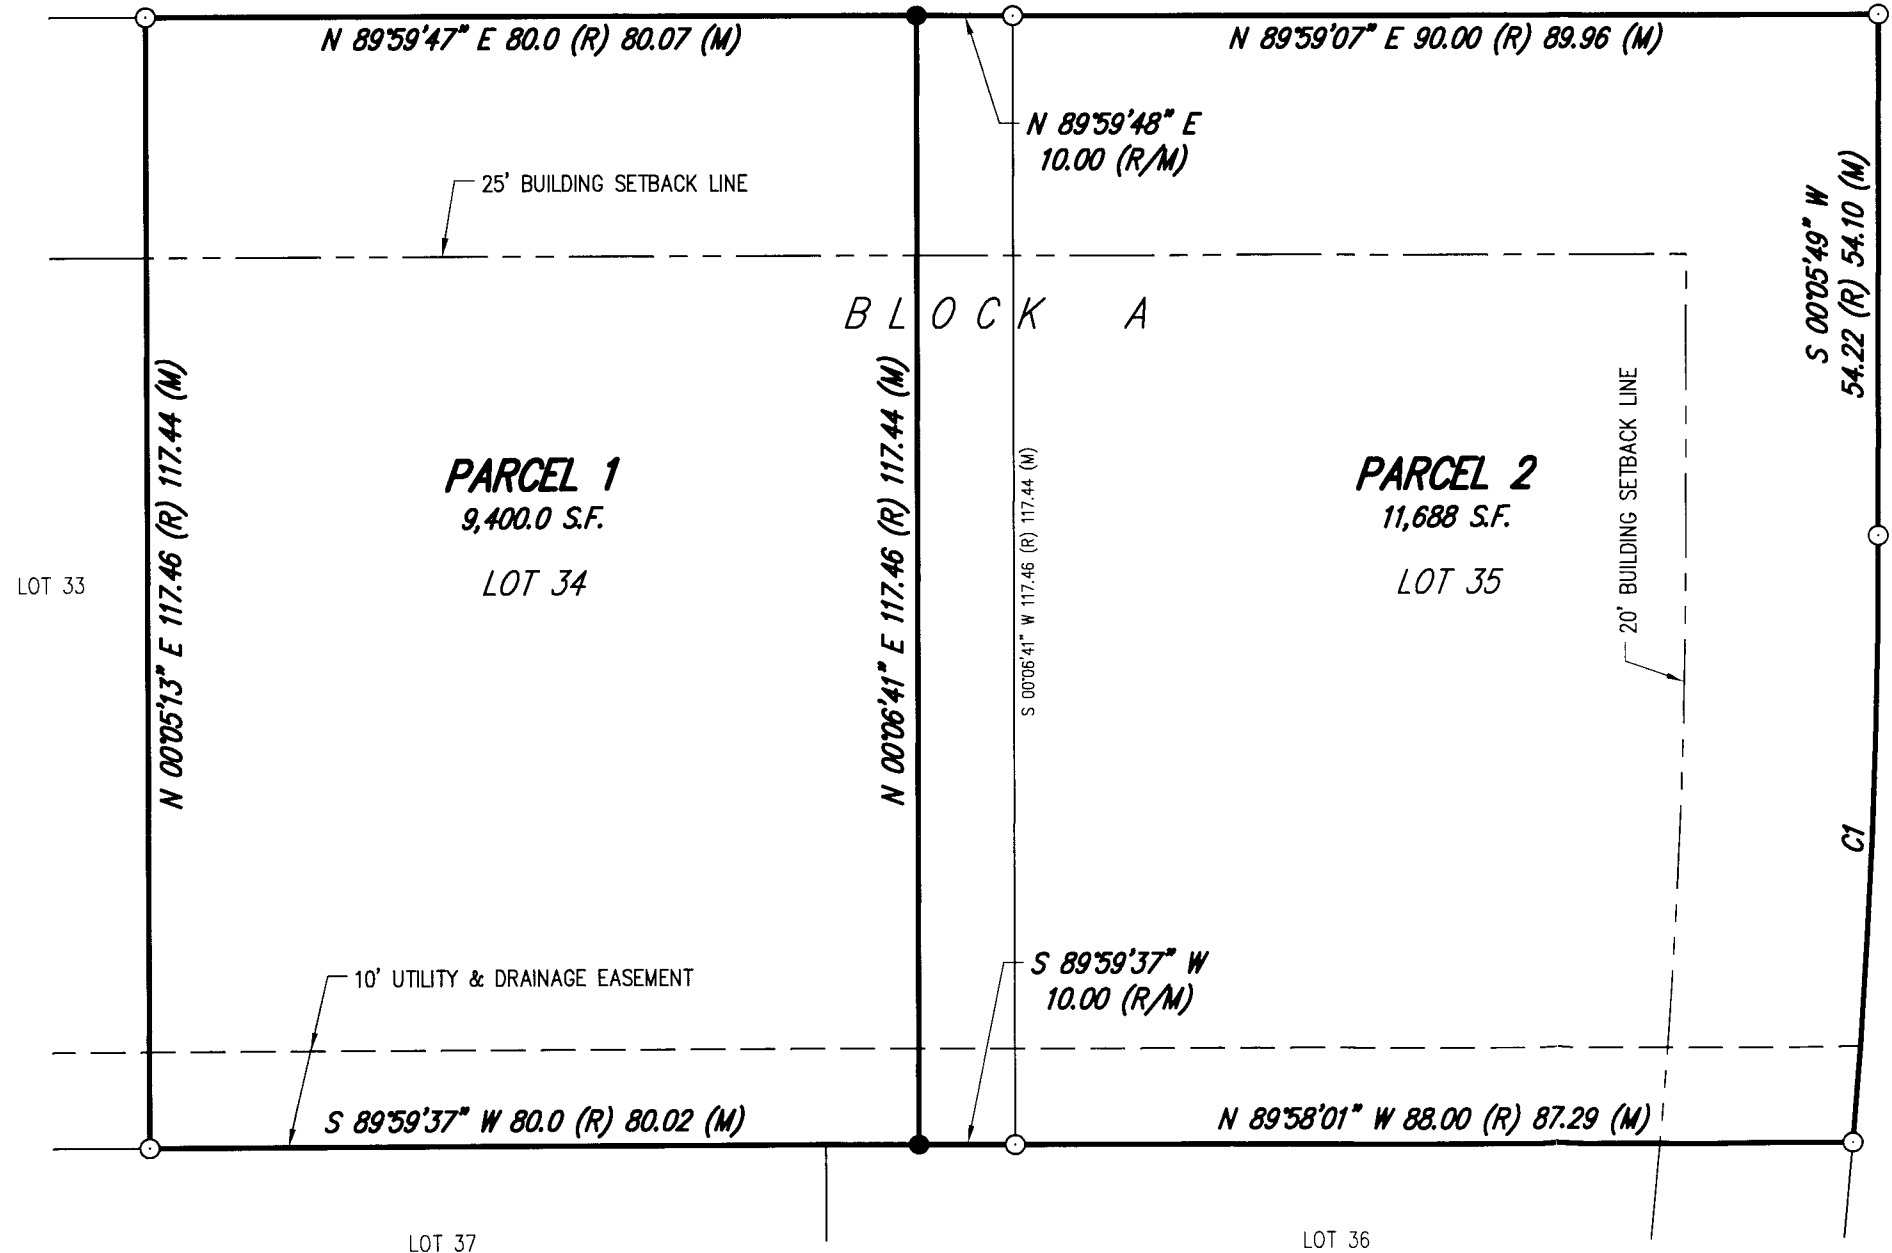 N 89°59'47" E 80.0 (R) 80.07 (M)
N 89°59'07" E 90.00 (R) 89.96 (M)
N 89°59'48" E
10.00 (R/M)
25' BUILDING SETBACK LINE
S 00°05'49" W
54.22 (R) 54.10 (M)
BLOCK A
N 00°05'13" E 117.46 (R) 117.44 (M)
N 00°06'41" E 117.46 (R) 117.44 (M)
S 00°06'41" W 117.46 (R) 117.44 (M)
20' BUILDING SETBACK LINE
PARCEL 1
9,400.0 S.F.
LOT 34
PARCEL 2
11,688 S.F.
LOT 35
LOT 33
C1
10' UTILITY & DRAINAGE EASEMENT
S 89°59'37" W
10.00 (R/M)
S 89°59'37" W 80.0 (R) 80.02 (M)
N 89°58'01" W 88.00 (R) 87.29 (M)
LOT 37
LOT 36